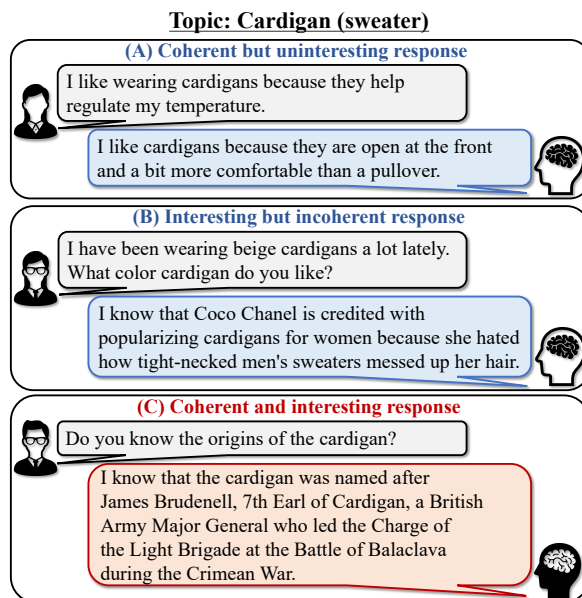 Topic: Cardigan (sweater)
(A) Coherent but uninteresting response
I like wearing cardigans because they help
regulate my temperature.
I like cardigans because they are open at the front
and a bit more comfortable than a pullover.
(B) Interesting but incoherent response
I have been wearing beige cardigans a lot lately.
What color cardigan do you like?
I know that Coco Chanel is credited with
popularizing cardigans for women because she hated
how tight-necked men's sweaters messed up her hair.
(C) Coherent and interesting response
Do you know the origins of the cardigan?
I know that the cardigan was named after
James Brudenell, 7th Earl of Cardigan, a British
Army Major General who led the Charge of
the Light Brigade at the Battle of Balaclava
during the Crimean War.